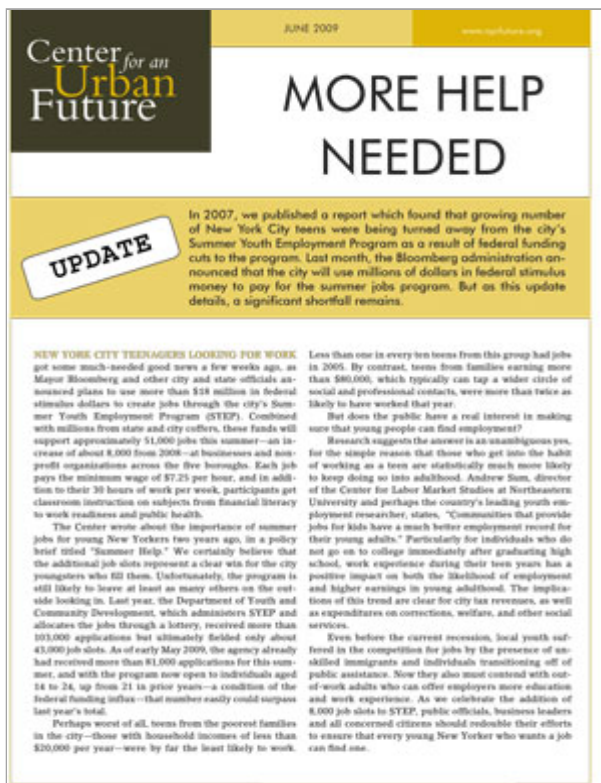 JUNE 2009
Center for an
Urban
Future
MORE HELP
NEEDED
UPDATE
In 2007, we published a report which found that growing number
of New York City teens were being turned away from the city's
Summer Youth Employment Program as a result of federal funding
cuts to the program. Last month, the Bloomberg administration an-
nounced that the city will use millions of dollars in federal stimulus
money to pay for the summer jobs program. But as this update
details, a significant shortfall remains.
NEW YORK CITY TEENAGERS LOOKING FOR WORK
got some much-needed good news a few weeks ago, as
Mayor Bloomberg and other city and state officials an-
nounced plans to use more than $18 million in federal
stimulus dollars to create jobs through the city's Sum-
mer Youth Employment Program (SYEP). Combined
with millions from state and city coffers, these funds will
support approximately 51,000 jobs this summer—an in-
crease of about 8,000 from 2008—at businesses and non-
profit organizations across the five boroughs. Each job
pays the minimum wage of $7.25 per hour, and in addi-
tion to their 30 hours of work per week, participants get
classroom instruction on subjects from financial literacy
to work readiness and public health.
The Center wrote about the importance of summer
jobs for young New Yorkers two years ago, in a policy
brief titled "Summer Help." We certainly believe that
the additional job slots represent a clear win for the city
youngsters who fill them. Unfortunately, the program is
still likely to leave at least as many others on the out-
side looking in. Last year, the Department of Youth and
Community Development, which administers SYEP and
allocates the jobs through a lottery, received more than
103,000 applications but ultimately fielded only about
43,000 job slots. As of early May 2009, the agency already
had received more than 81,000 applications for this sum-
mer, and with the program now open to individuals aged
14 to 24, up from 21 in prior years—a condition of the
federal funding influx—that number easily could surpass
last year's total.
Perhaps worst of all, teens from the poorest families
in the city—those with household incomes of less than
$20,000 per year—were by far the least likely to work.
Less than one in every ten teens from this group had jobs
in 2005. By contrast, teens from families earning more
than $80,000, which typically can tap a wider circle of
social and professional contacts, were more than twice as
likely to have worked that year.
But does the public have a real interest in making
sure that young people can find employment?
Research suggests the answer is an unambiguous yes,
for the simple reason that those who get into the habit
of working as a teen are statistically much more likely
to keep doing so into adulthood. Andrew Sum, director
of the Center for Labor Market Studies at Northeastern
University and perhaps the country's leading youth em-
ployment researcher, states, "Communities that provide
jobs for kids have a much better employment record for
their young adults." Particularly for individuals who do
not go on to college immediately after graduating high
school, work experience during their teen years has a
positive impact on both the likelihood of employment
and higher earnings in young adulthood. The implica-
tions of this trend are clear for city tax revenues, as well
as expenditures on corrections, welfare, and other social
services.
Even before the current recession, local youth suf-
fered in the competition for jobs by the presence of un-
skilled immigrants and individuals transitioning off of
public assistance. Now they also must contend with out-
of-work adults who can offer employers more education
and work experience. As we celebrate the addition of
8,000 job slots to SYEP, public officials, business leaders
and all concerned citizens should redouble their efforts
to ensure that every young New Yorker who wants a job
can find one.